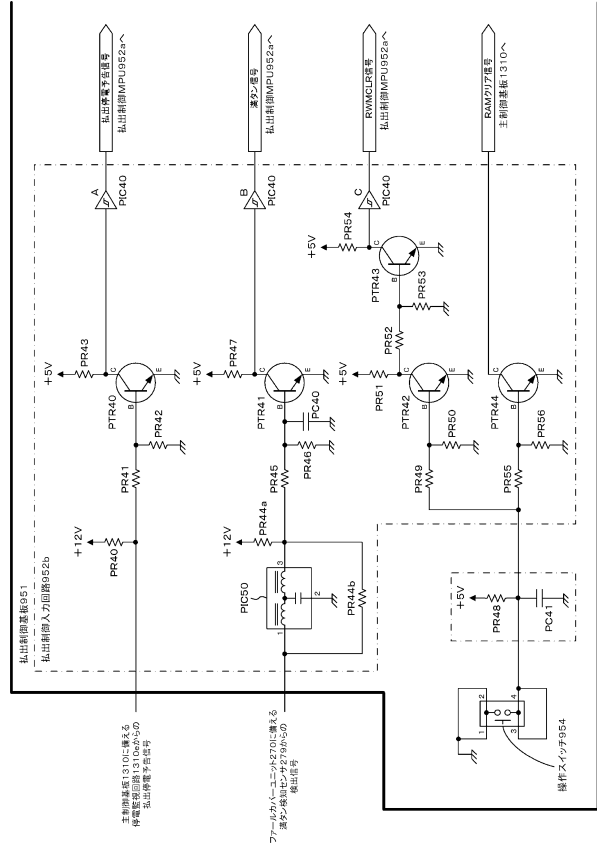 払出制御基板951
払出制御入力回路952b
主制御基板1310に備える
停電監視回路1310eからの
払出停電予告信号
+12V
PR40
PR41
PR42
PTR40
B
C
E
+5V
PR43
A
PIC40
払出停電予告信号
払出制御MPU952aへ
ファールカバーユニット270に備える
満タン検知センサ279からの
検出信号
PIC50
1
2
3
PR44b
+12V
PR44a
PR45
PR46
PC40
PTR41
B
C
E
+5V
PR47
B
PIC40
満タン信号
払出制御MPU952aへ
PR49
PR50
PTR42
B
C
E
+5V
PR51
PR52
PR53
PTR43
B
C
E
+5V
PR54
C
PIC40
RWMCLR信号
払出制御MPU952aへ
操作スイッチ954
1
2
3
4
+5V
PR48
PC41
PR55
PR56
PTR44
B
C
E
RAMクリア信号
主制御基板1310へ